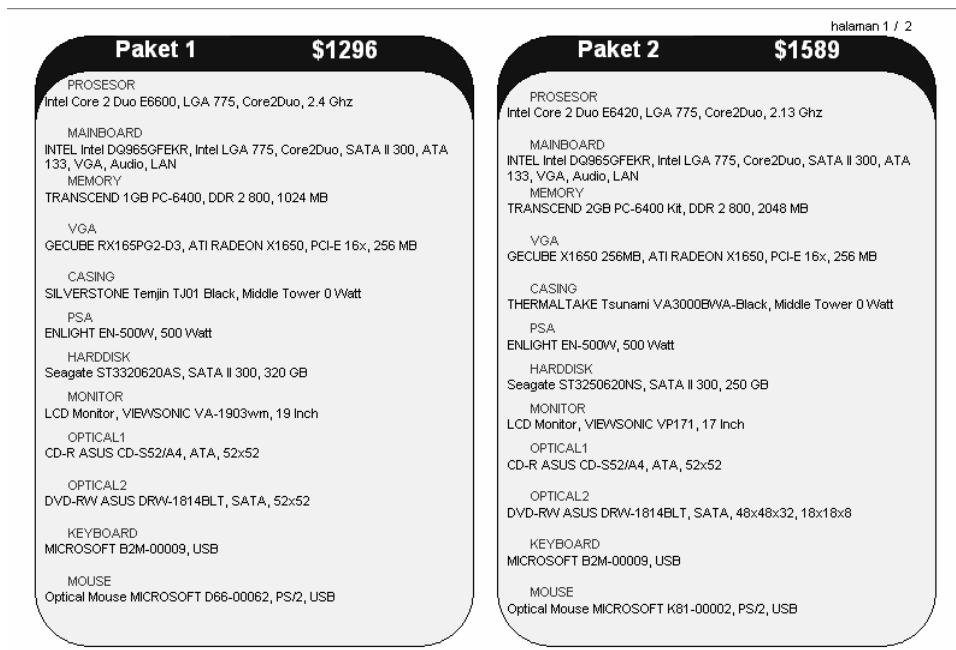 halaman 1 / 2
Paket 1 $1296
PROSESOR
Intel Core 2 Duo E6600, LGA 775, Core2Duo, 2.4 Ghz
MAINBOARD
INTEL Intel DQ965GFEKR, Intel LGA 775, Core2Duo, SATA II 300, ATA
133, VGA, Audio, LAN
MEMORY
TRANSCEND 1GB PC-6400, DDR 2 800, 1024 MB
VGA
GECUBE RX165PG2-D3, ATI RADEON X1650, PCI-E 16x, 256 MB
CASING
SILVERSTONE Temjin TJ01 Black, Middle Tower 0 Watt
PSA
ENLIGHT EN-500W, 500 Watt
HARDDISK
Seagate ST3320620AS, SATA II 300, 320 GB
MONITOR
LCD Monitor, VIEWSONIC VA-1903wm, 19 Inch
OPTICAL1
CD-R ASUS CD-S52/A4, ATA, 52x52
OPTICAL2
DVD-RW ASUS DRW-1814BLT, SATA, 52x52
KEYBOARD
MICROSOFT B2M-00009, USB
MOUSE
Optical Mouse MICROSOFT D66-00062, PS/2, USB
Paket 2 $1589
PROSESOR
Intel Core 2 Duo E6420, LGA 775, Core2Duo, 2.13 Ghz
MAINBOARD
INTEL Intel DQ965GFEKR, Intel LGA 775, Core2Duo, SATA II 300, ATA
133, VGA, Audio, LAN
MEMORY
TRANSCEND 2GB PC-6400 Kit, DDR 2 800, 2048 MB
VGA
GECUBE X1650 256MB, ATI RADEON X1650, PCI-E 16x, 256 MB
CASING
THERMALTAKE Tsunami VA3000BWA-Black, Middle Tower 0 Watt
PSA
ENLIGHT EN-500W, 500 Watt
HARDDISK
Seagate ST3250620NS, SATA II 300, 250 GB
MONITOR
LCD Monitor, VIEWSONIC VP171, 17 Inch
OPTICAL1
CD-R ASUS CD-S52/A4, ATA, 52x52
OPTICAL2
DVD-RW ASUS DRW-1814BLT, SATA, 48x48x32, 18x18x8
KEYBOARD
MICROSOFT B2M-00009, USB
MOUSE
Optical Mouse MICROSOFT K81-00002, PS/2, USB